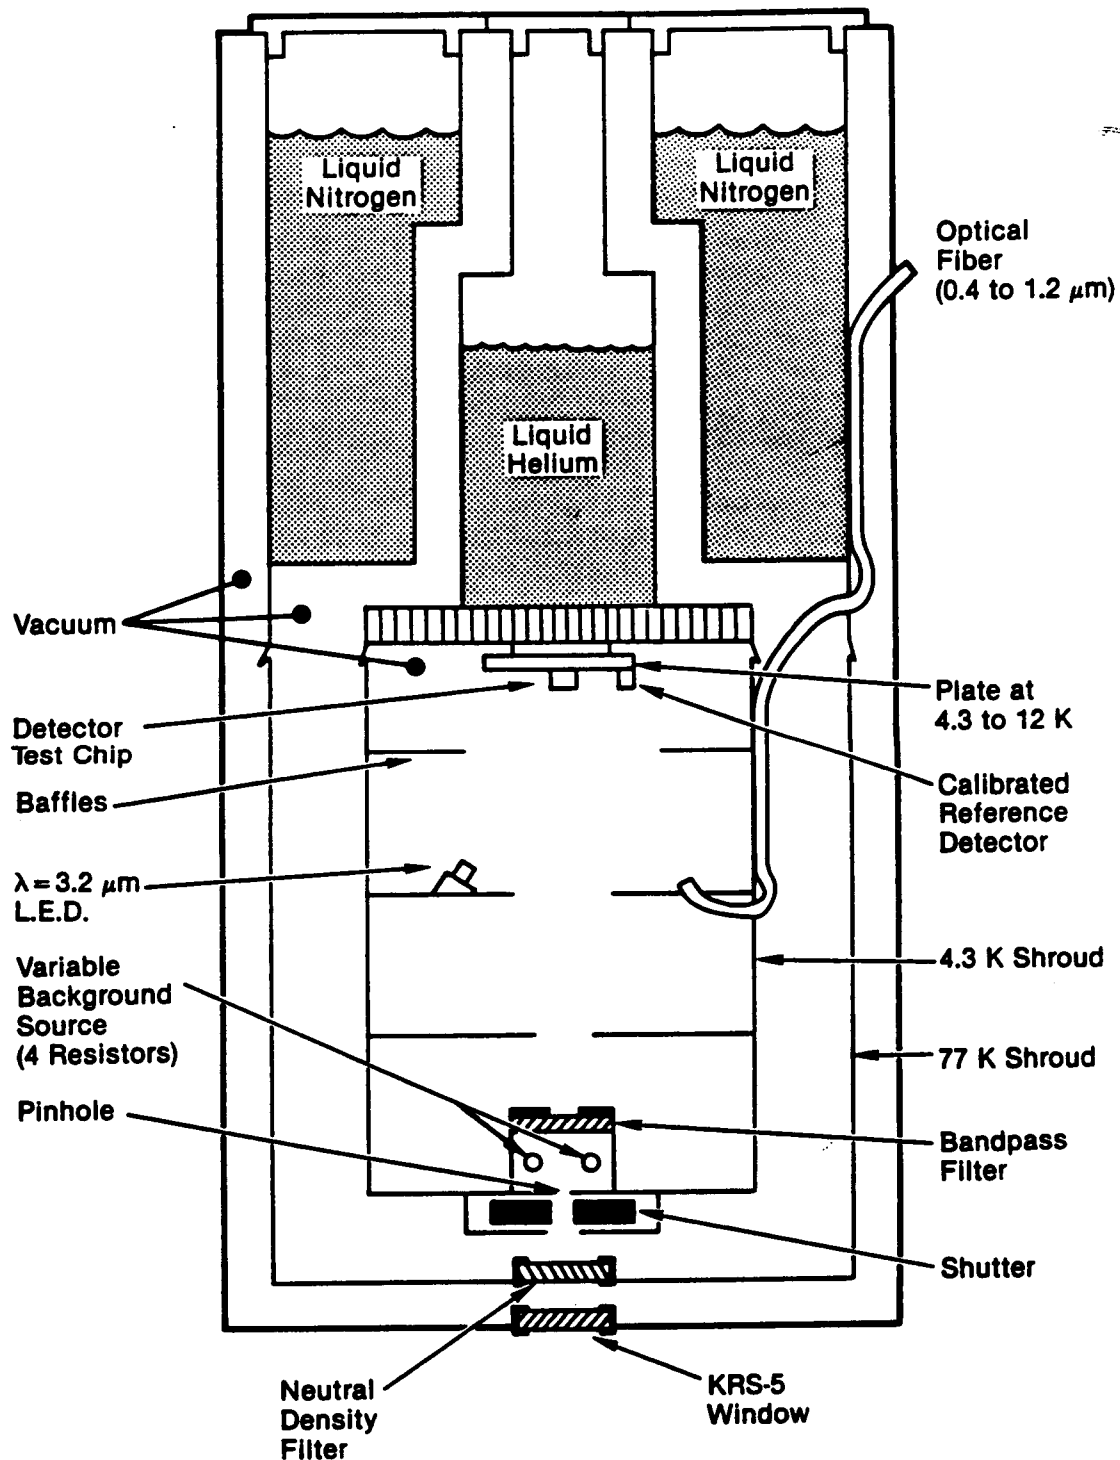 Liquid
Nitrogen
Liquid
Nitrogen
Optical
Fiber
(0.4 to 1.2 μm)
Liquid
Helium
Vacuum
Detector
Test Chip
Plate at
4.3 to 12 K
Baffles
Calibrated
Reference
Detector
λ = 3.2 μm
L.E.D.
Variable
Background
Source
(4 Resistors)
4.3 K Shroud
77 K Shroud
Pinhole
Bandpass
Filter
Shutter
Neutral
Density
Filter
KRS-5
Window